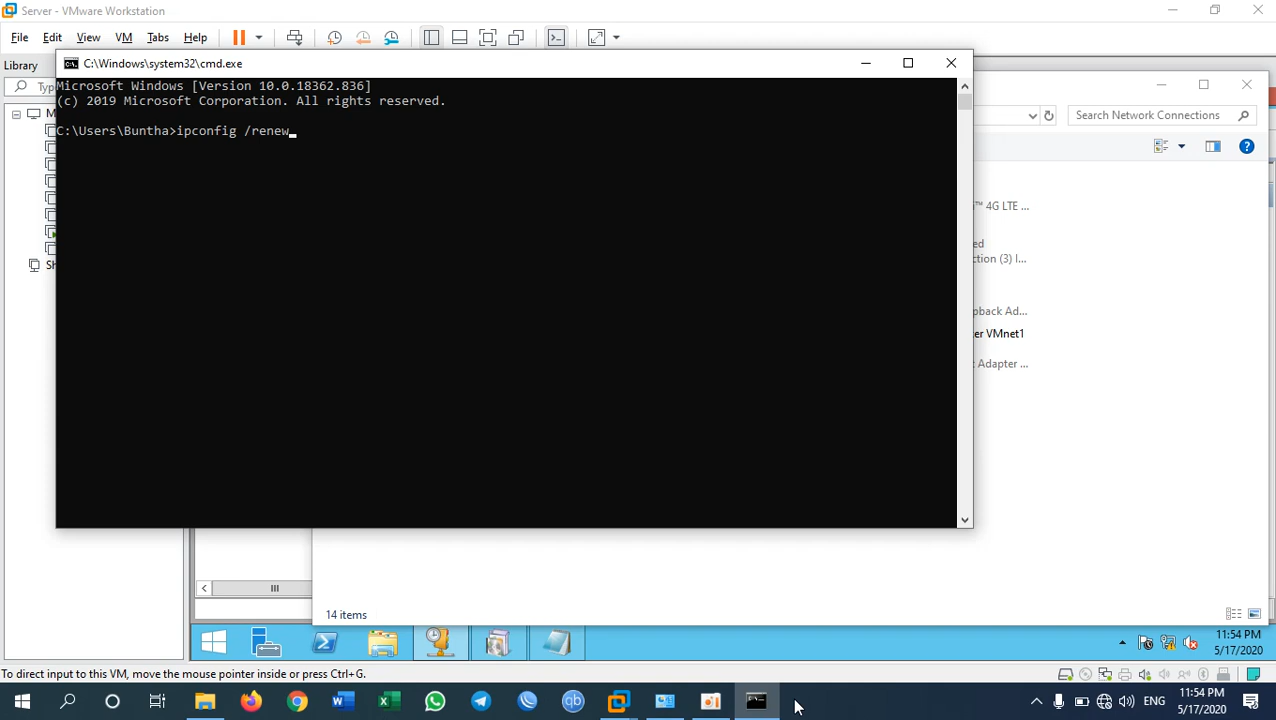 Server - VMware Workstation
File Edit View VM Tabs Help
Library
C:\Windows\system32\cmd.exe
Microsoft Windows [Version 10.0.18362.836]
(c) 2019 Microsoft Corporation. All rights reserved.
C:\Users\Buntha>ipconfig /renew_
Search Network Connections
™ 4G LTE ...
ed
ction (3) I...
pback Ad...
er VMnet1
t Adapter ...
14 items
11:54 PM
5/17/2020
To direct input to this VM, move the mouse pointer inside or press Ctrl+G.
ENG
11:54 PM
5/17/2020